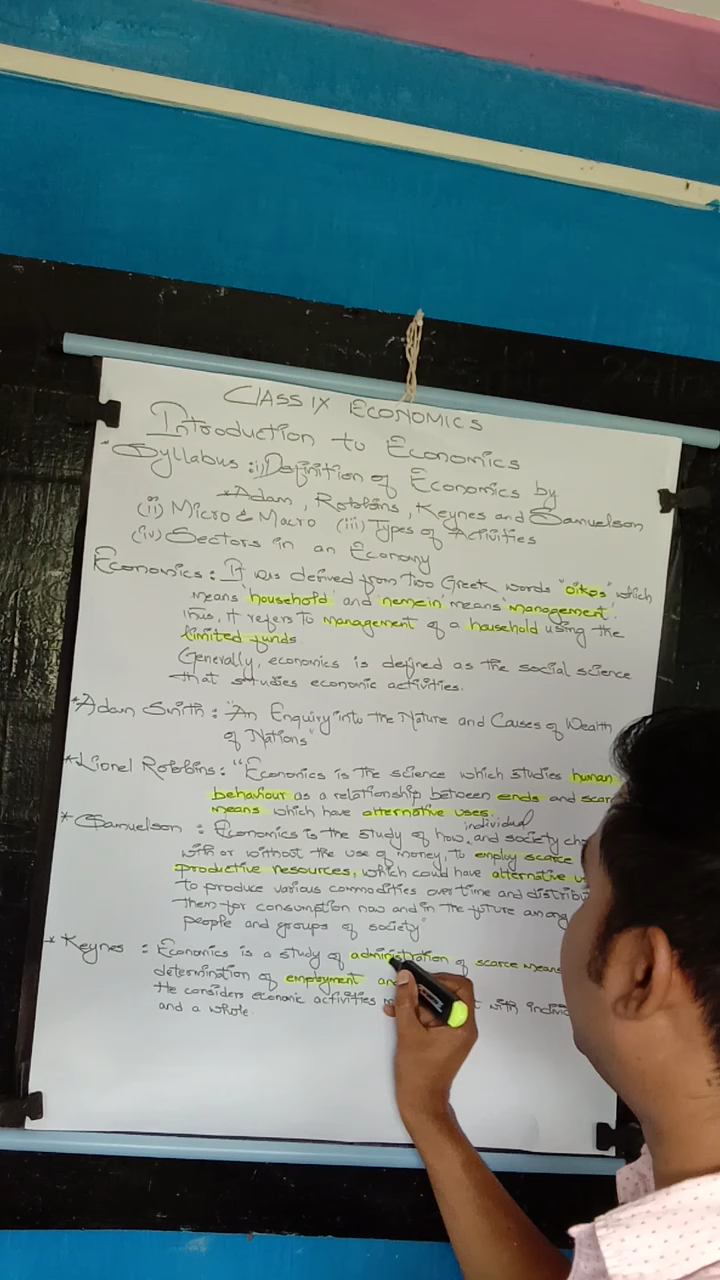 CLASS IX ECONOMICS
Introduction to Economics
Syllabus : i) Definition of Economics by
*Adam, Robbins, Keynes and Samuelson
(ii) Micro & Macro (iii) Types of Activities
(iv) Sectors in an Economy
Economics : It was derived from two Greek words "oikos" which
means 'household' and 'nemein' means 'management'.
Thus, it refers to management of a household using the
limited funds.
Generally, economics is defined as the social science
that studies economic activities.
*Adam Smith : "An Enquiry into the Nature and Causes of Wealth
of Nations"
*Lionel Robbins : "Economics is the science which studies human
behaviour as a relationship between ends and
means which have alternative uses.
individual
*Samuelson : Economics is the study of how, and society
with or without the use of money, to employ scarce
productive resources, which could have alternative
to produce various commodities over time and
them for consumption now and in the future among
people and groups of society"
*Keynes : Economics is a study of administration of scarce means
determination of employment
He considers economic activities with
and a whole.